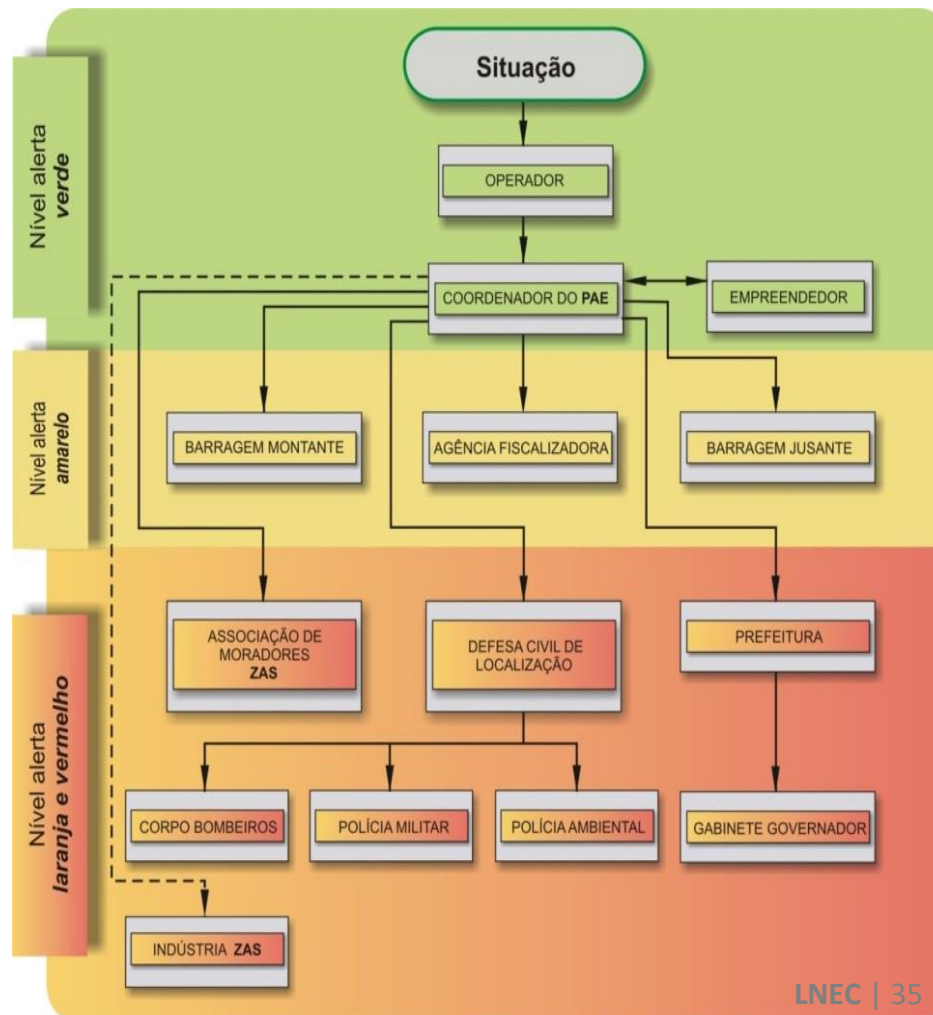 Situação
Nível alerta
verde
OPERADOR
COORDENADOR DO PAE
EMPREENDEDOR
Nível alerta
amarelo
BARRAGEM MONTANTE
AGÊNCIA FISCALIZADORA
BARRAGEM JUSANTE
Nível alerta
laranja e vermelho
ASSOCIAÇÃO DE
MORADORES
ZAS
DEFESA CIVIL DE
LOCALIZAÇÃO
PREFEITURA
CORPO BOMBEIROS
POLÍCIA MILITAR
POLÍCIA AMBIENTAL
GABINETE GOVERNADOR
INDÚSTRIA ZAS
LNEC | 35